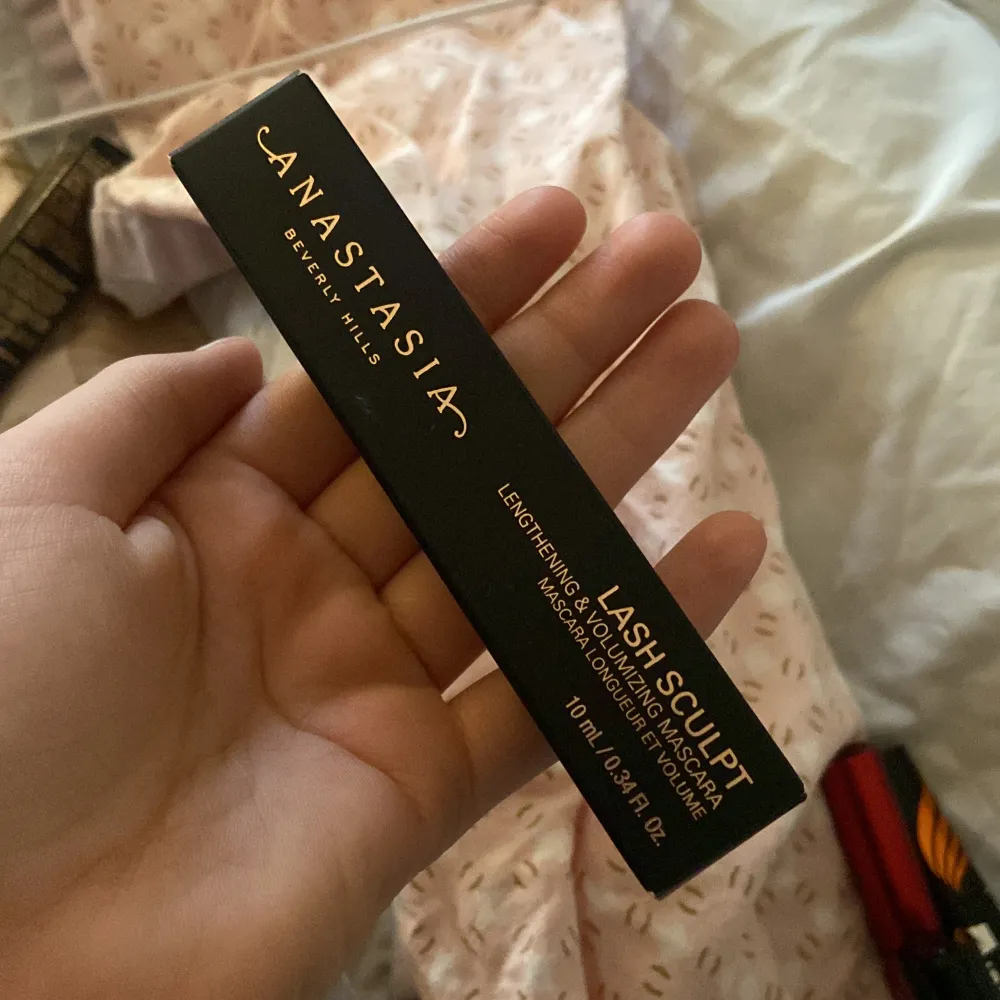 ANASTASIA
BEVERLY HILLS
LASH SCULPT
LENGTHENING & VOLUMIZING MASCARA
MASCARA LONGUEUR ET VOLUME
10 mL / 0.34 Fl. Oz.